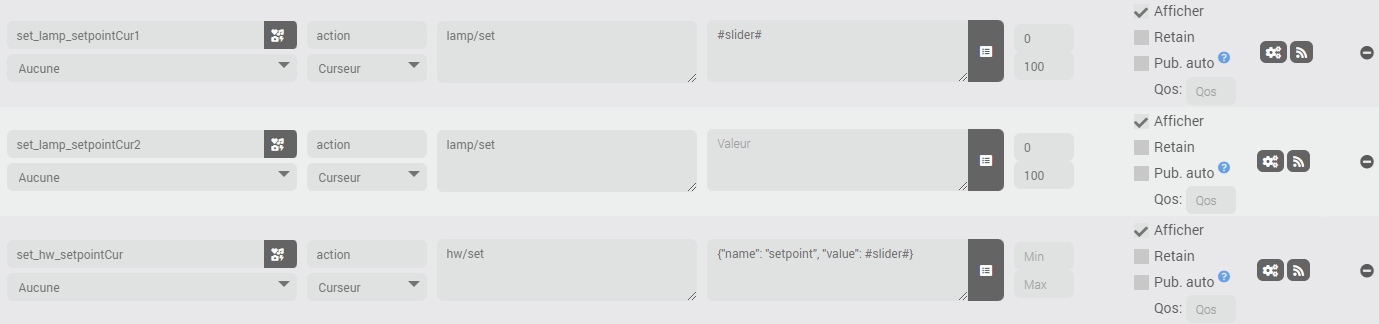 set_lamp_setpointCur1 action lamp/set #slider# 0 Afficher
Aucune Curseur 100 Retain
Pub. auto ?
Qos: Qos
set_lamp_setpointCur2 action lamp/set Valeur 0 Afficher
Aucune Curseur 100 Retain
Pub. auto ?
Qos: Qos
set_hw_setpointCur action hw/set {"name": "setpoint", "value": #slider#} Min Afficher
Aucune Curseur Max Retain
Pub. auto ?
Qos: Qos